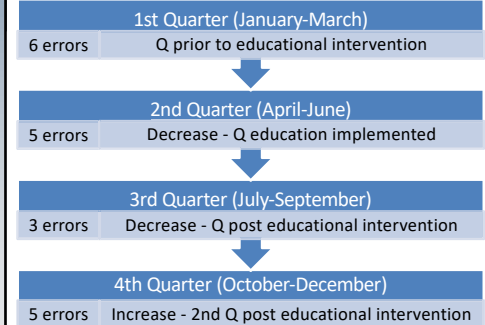 1st Quarter (January-March)
6 errors Q prior to educational intervention
2nd Quarter (April-June)
5 errors Decrease - Q education implemented
3rd Quarter (July-September)
3 errors Decrease - Q post educational intervention
4th Quarter (October-December)
5 errors Increase - 2nd Q post educational intervention